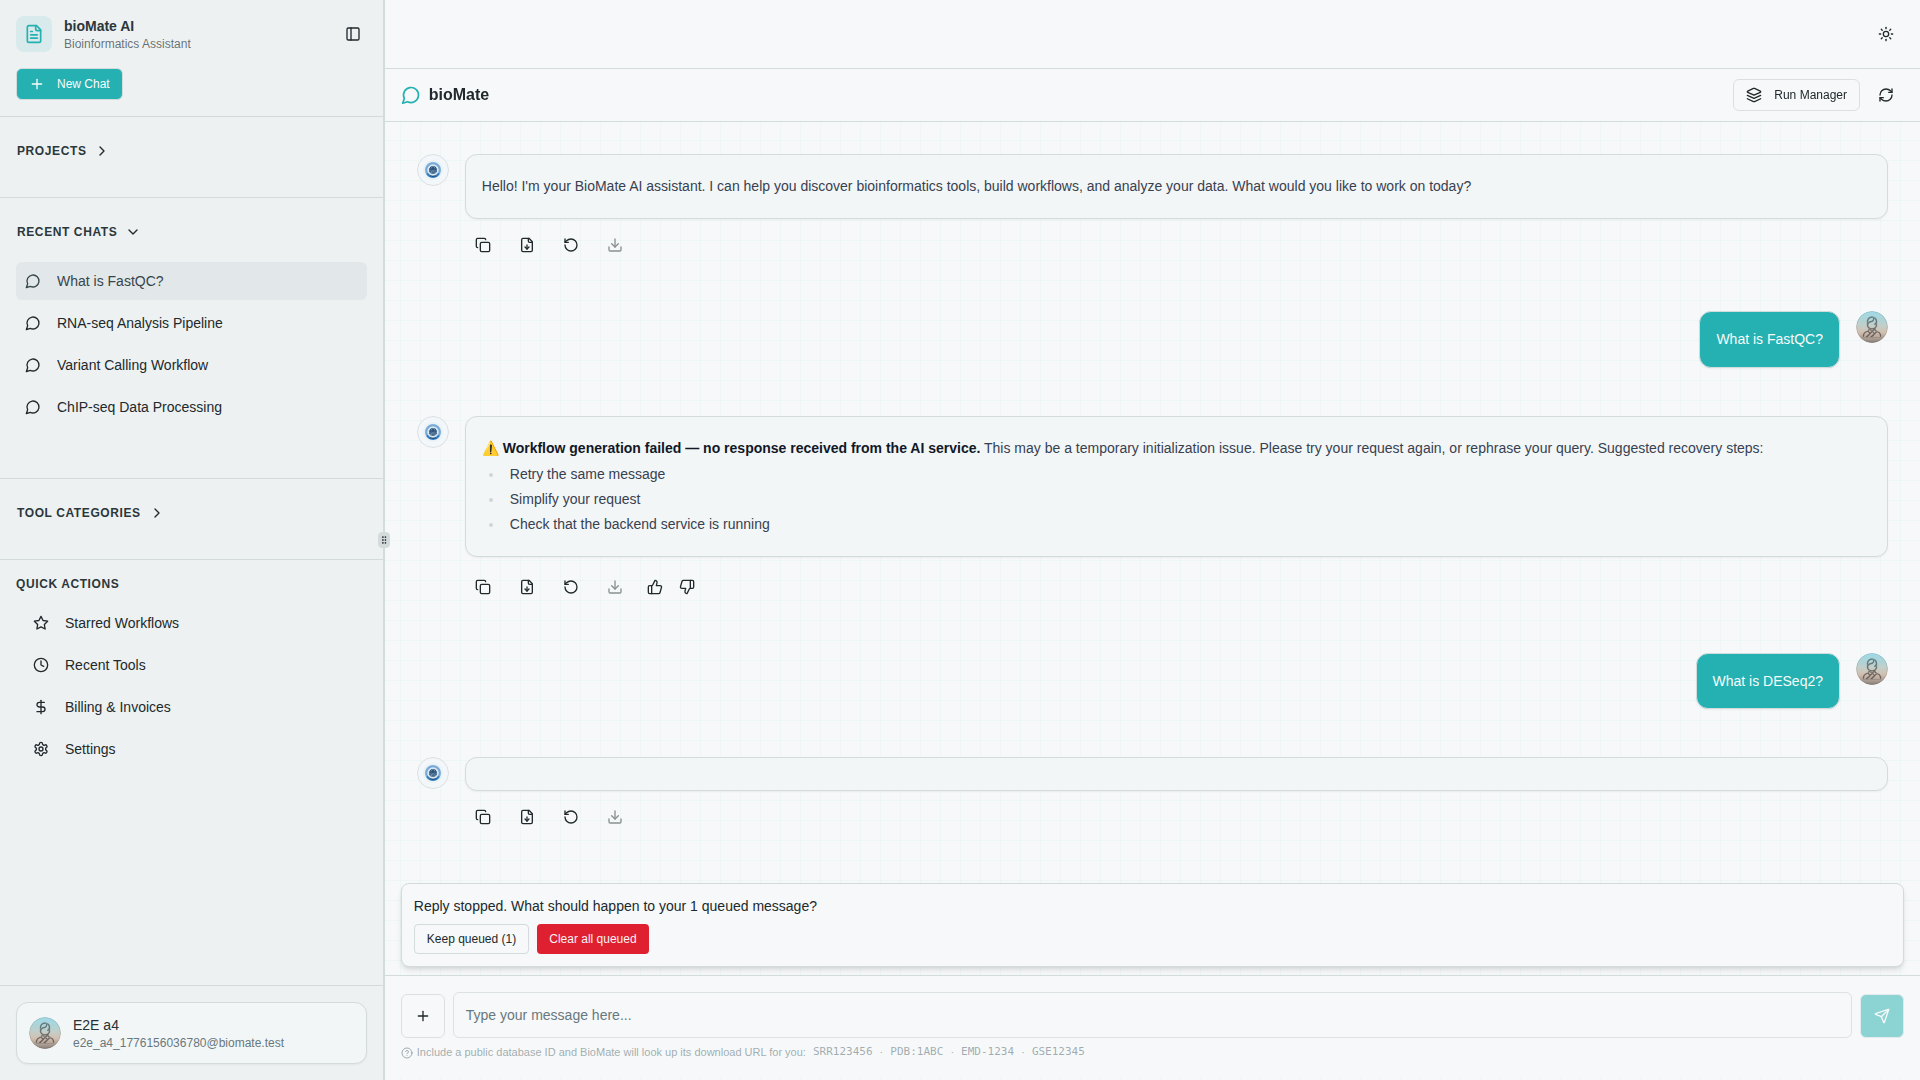 bioMate AI
Bioinformatics Assistant
New Chat
PROJECTS
RECENT CHATS
What is FastQC?
RNA-seq Analysis Pipeline
Variant Calling Workflow
ChIP-seq Data Processing
TOOL CATEGORIES
QUICK ACTIONS
Starred Workflows
Recent Tools
Billing & Invoices
Settings
E2E a4
e2e_a4_1776156036780@biomate.test
bioMate
Run Manager
Hello! I'm your BioMate AI assistant. I can help you discover bioinformatics tools, build workflows, and analyze your data. What would you like to work on today?
What is FastQC?
⚠️ Workflow generation failed — no response received from the AI service. This may be a temporary initialization issue. Please try your request again, or rephrase your query. Suggested recovery steps:
Retry the same message
Simplify your request
Check that the backend service is running
What is DESeq2?
Reply stopped. What should happen to your 1 queued message?
Keep queued (1)
Clear all queued
Type your message here...
Include a public database ID and BioMate will look up its download URL for you: SRR123456 · PDB:1ABC · EMD-1234 · GSE12345